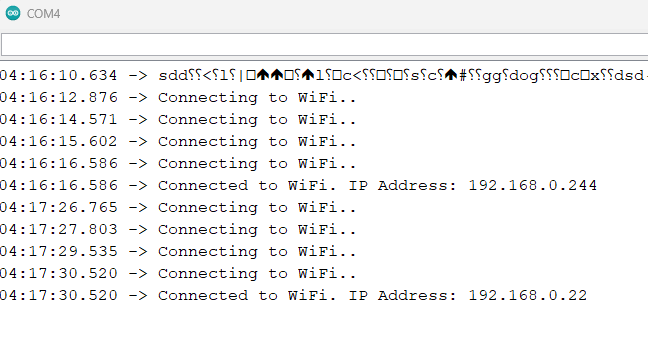 COM4
04:16:10.634 -> sdd⸮⸮<⸮l⸮|□🡅🡅□⸮🡅l⸮□c<⸮⸮□⸮□⸮s⸮c⸮🡅#⸮⸮gg⸮dog⸮⸮⸮□c□x⸮⸮dsd
04:16:12.876 -> Connecting to WiFi..
04:16:14.571 -> Connecting to WiFi..
04:16:15.602 -> Connecting to WiFi..
04:16:16.586 -> Connecting to WiFi..
04:16:16.586 -> Connected to WiFi. IP Address: 192.168.0.244
04:17:26.765 -> Connecting to WiFi..
04:17:27.803 -> Connecting to WiFi..
04:17:29.535 -> Connecting to WiFi..
04:17:30.520 -> Connecting to WiFi..
04:17:30.520 -> Connected to WiFi. IP Address: 192.168.0.22